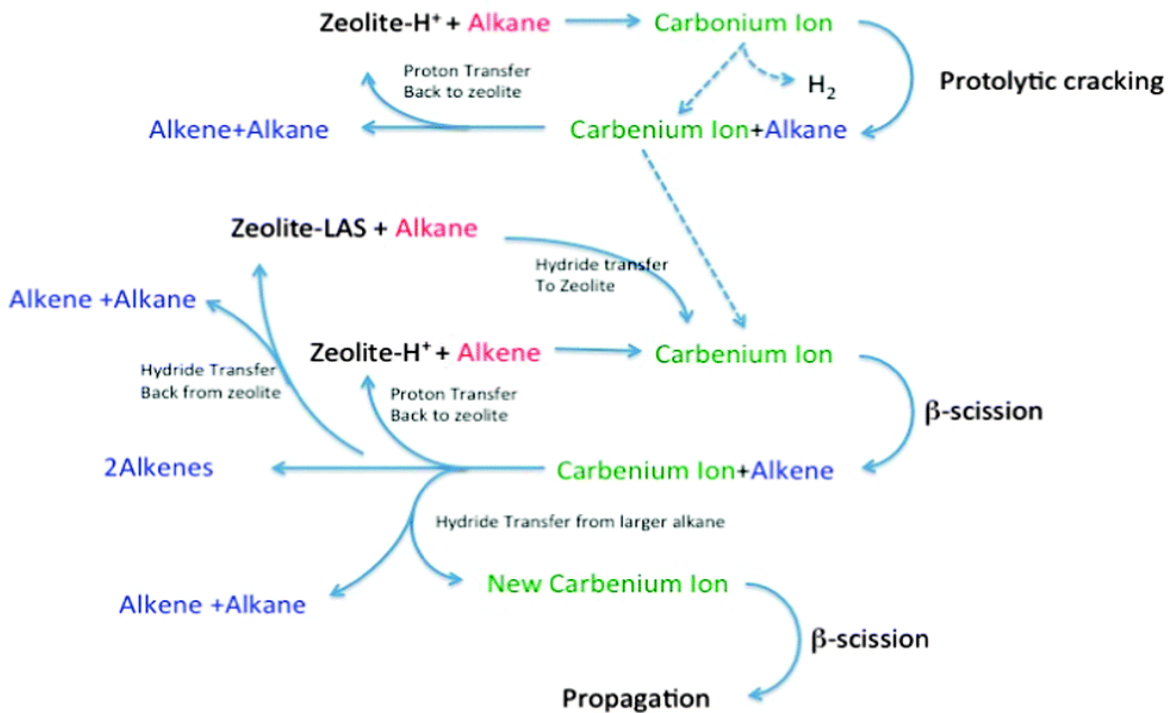 Zeolite-H⁺ + Alkane Carbonium Ion
Proton Transfer
Back to zeolite
H₂
Protolytic cracking
Alkene+Alkane
Carbenium Ion+Alkane
Zeolite-LAS + Alkane
Hydride transfer
To Zeolite
Alkene +Alkane
Zeolite-H⁺ + Alkene Carbenium Ion
Hydride Transfer
Back from zeolite
Proton Transfer
Back to zeolite
β-scission
2Alkenes
Carbenium Ion+Alkene
Hydride Transfer from larger alkane
New Carbenium Ion
Alkene +Alkane
β-scission
Propagation